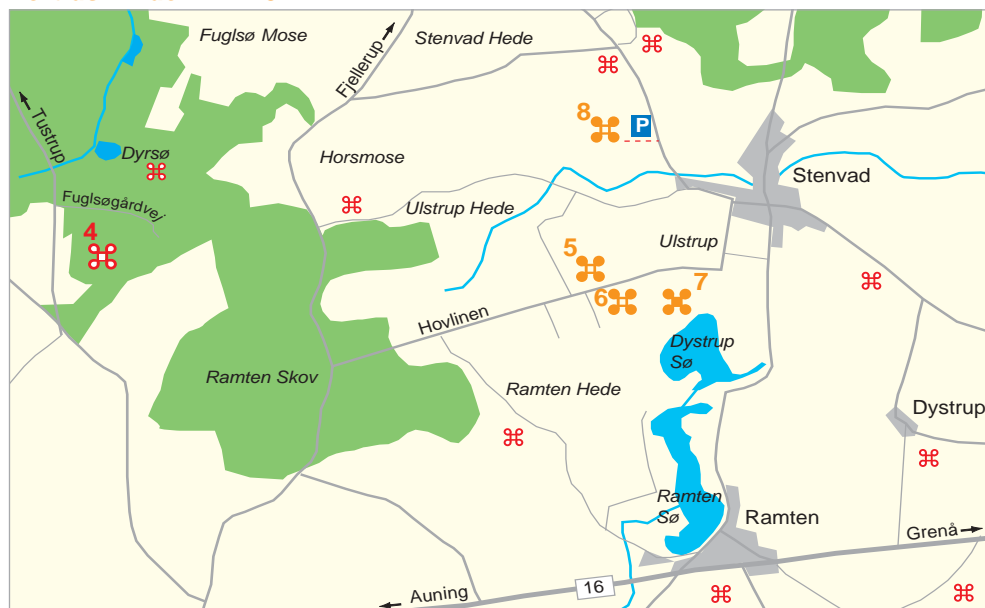 Fuglsø Mose
Stenvad Hede
Fjellerup
Tustrup
Dyrsø
Horsmose
8
P
Stenvad
Fuglsøgårdvej
4
Ulstrup Hede
Ulstrup
5
6
7
Hovlinen
Dystrup
Sø
Ramten Skov
Ramten Hede
Dystrup
Ramten
Sø
Ramten
Grenå
16
Auning